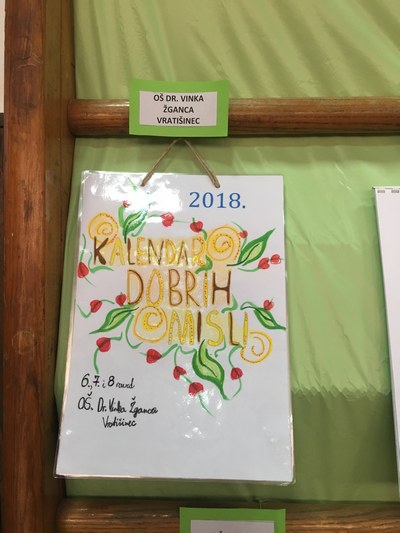 OŠ DR. VINKA
ŽGANCA
VRATIŠINEC
2018.
KALENDAR
DOBRIH
MISLI
6., 7. i 8 razred
OŠ. Dr. Vinka Žganca
Vratišinec